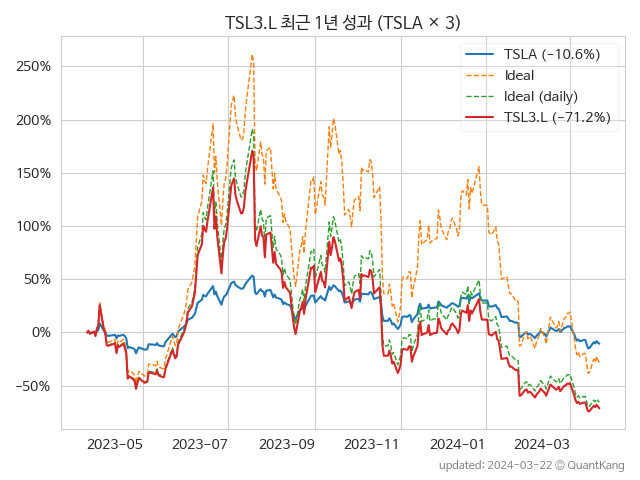 TSL3.L 최근 1년 성과 (TSLA × 3)
TSLA (−10.6%)
Ideal
Ideal (daily)
TSL3.L (−71.2%)
250%
200%
150%
100%
50%
0%
−50%
2023−05 2023−07 2023−09 2023−11 2024−01 2024−03
updated: 2024-03-22 © QuantKang